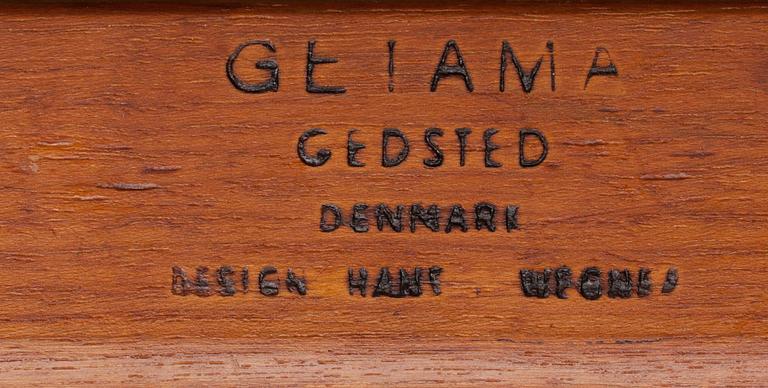 GETAMA
GEDSTED
DENMARK
DESIGN HANS WEGNER